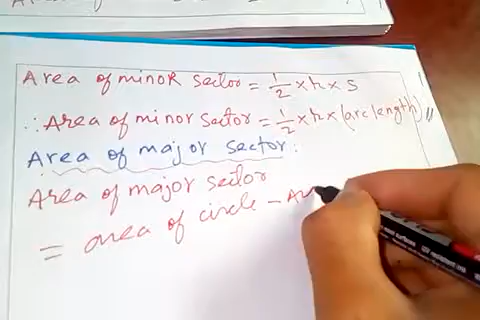 Area of minor sector = 1/2 × r × s
∴ Area of minor sector = 1/2 × r × (arc length) //
Area of major sector :
Area of major sector
= area of circle - Ar